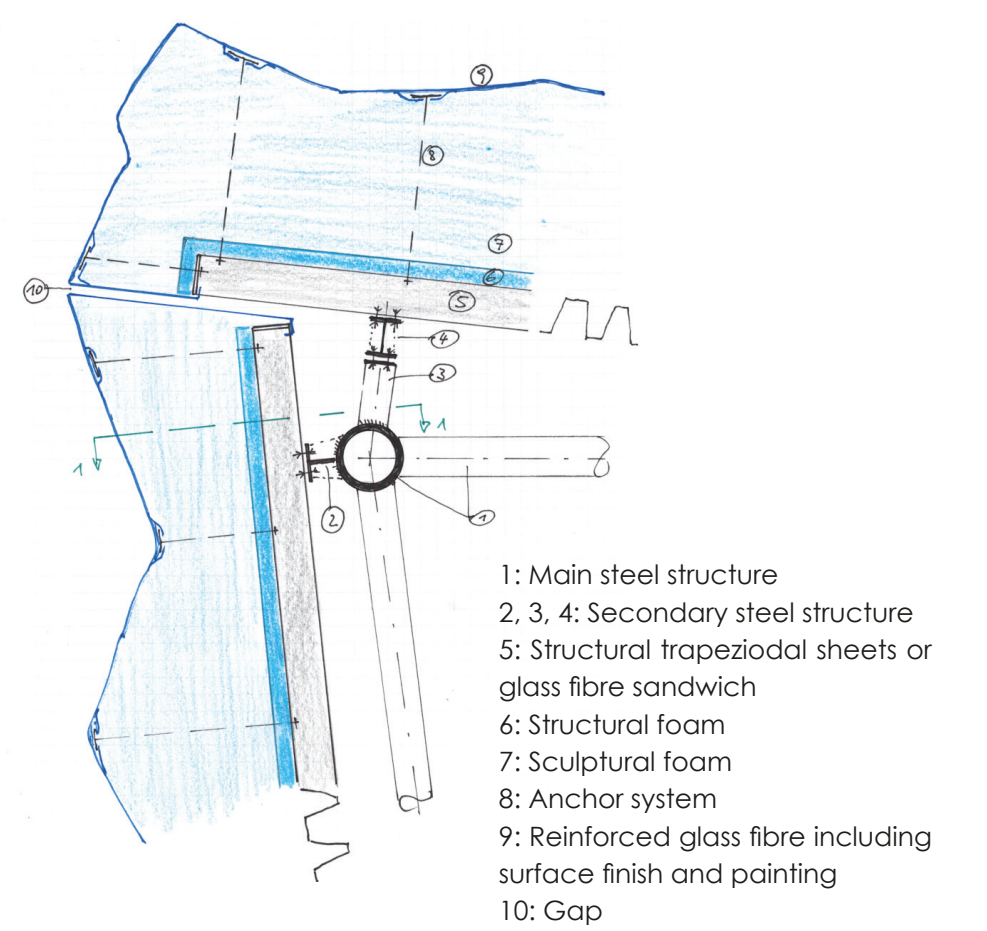 9
8
7
6
5
10
4
3
1
1
2
1
1: Main steel structure
2, 3, 4: Secondary steel structure
5: Structural trapeziodal sheets or
glass fibre sandwich
6: Structural foam
7: Sculptural foam
8: Anchor system
9: Reinforced glass fibre including
surface finish and painting
10: Gap